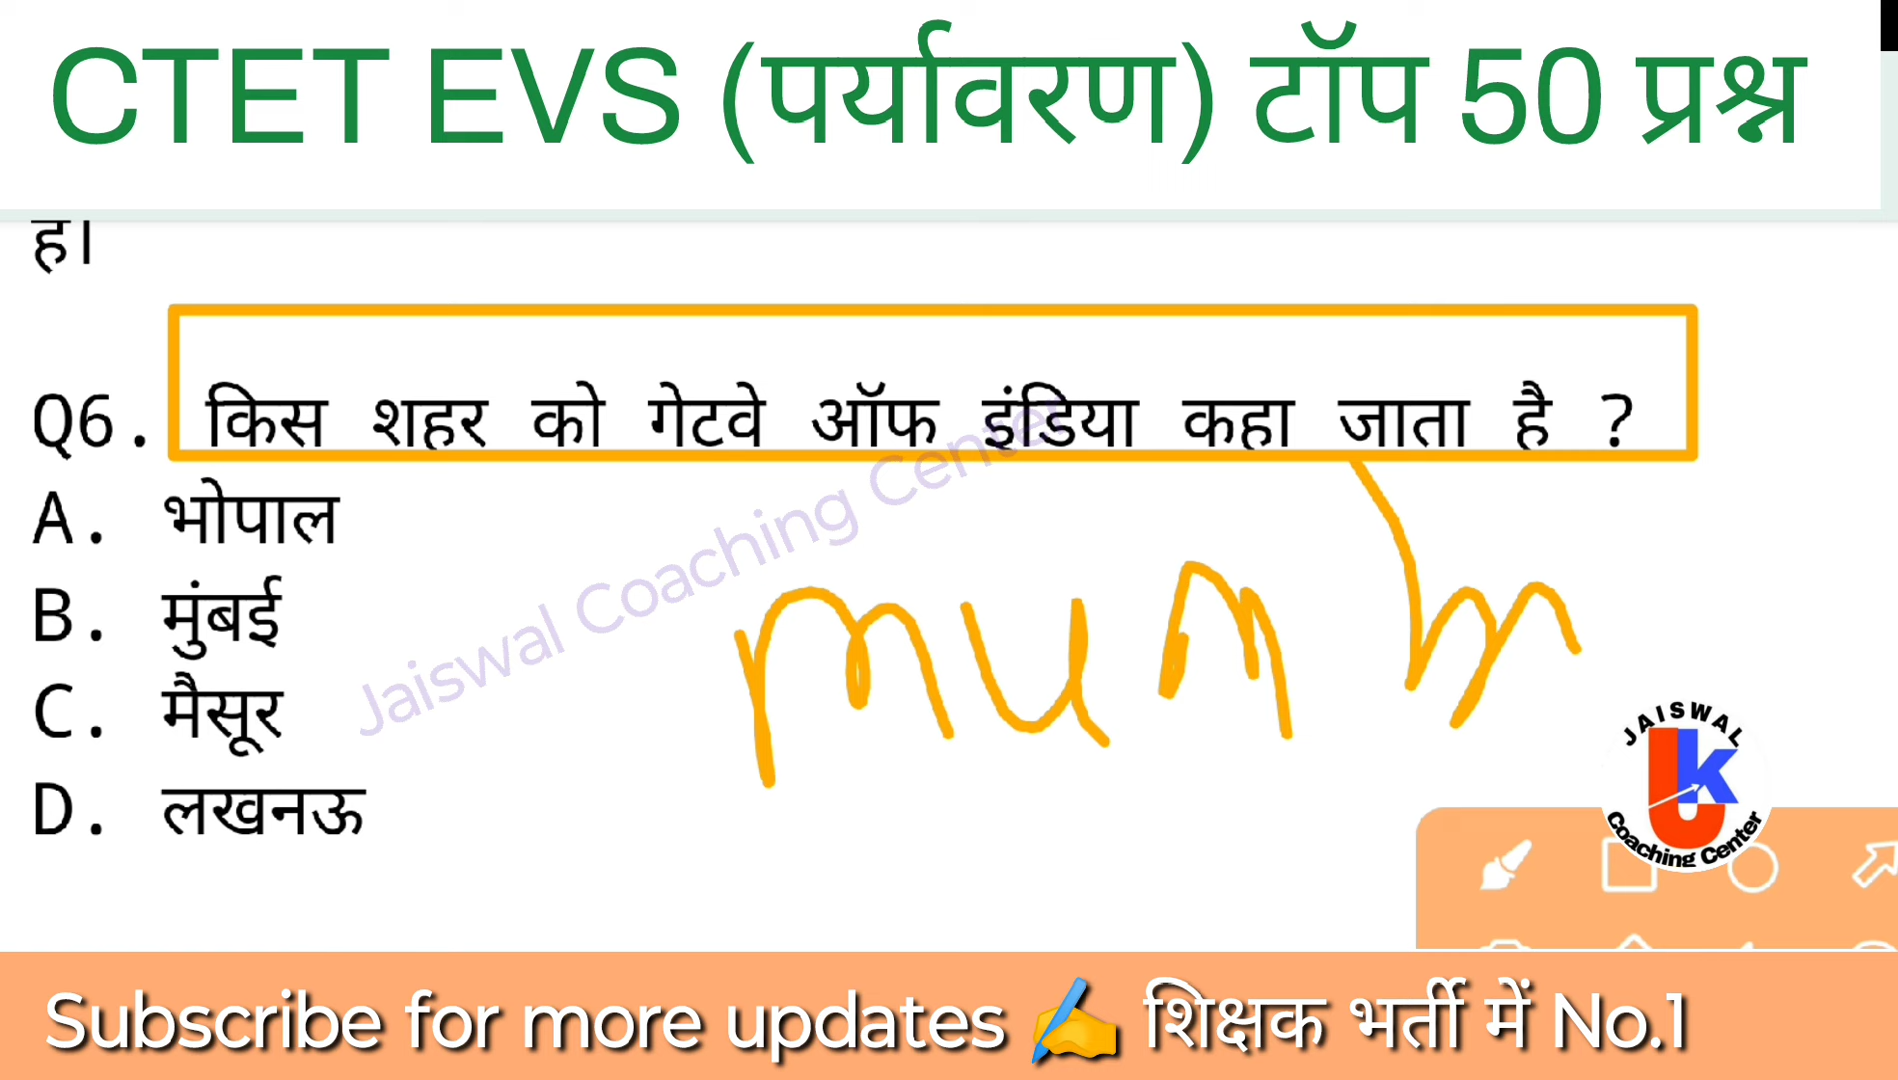 CTET EVS (पर्यावरण) टॉप 50 प्रश्न
है।
Q6. किस शहर को गेटवे ऑफ इंडिया कहा जाता है ?
A. भोपाल
B. मुंबई
C. मैसूर
D. लखनऊ
Jaiswal Coaching Center
JAISWAL
Coaching Center
Subscribe for more updates ✍️ शिक्षक भर्ती में No.1